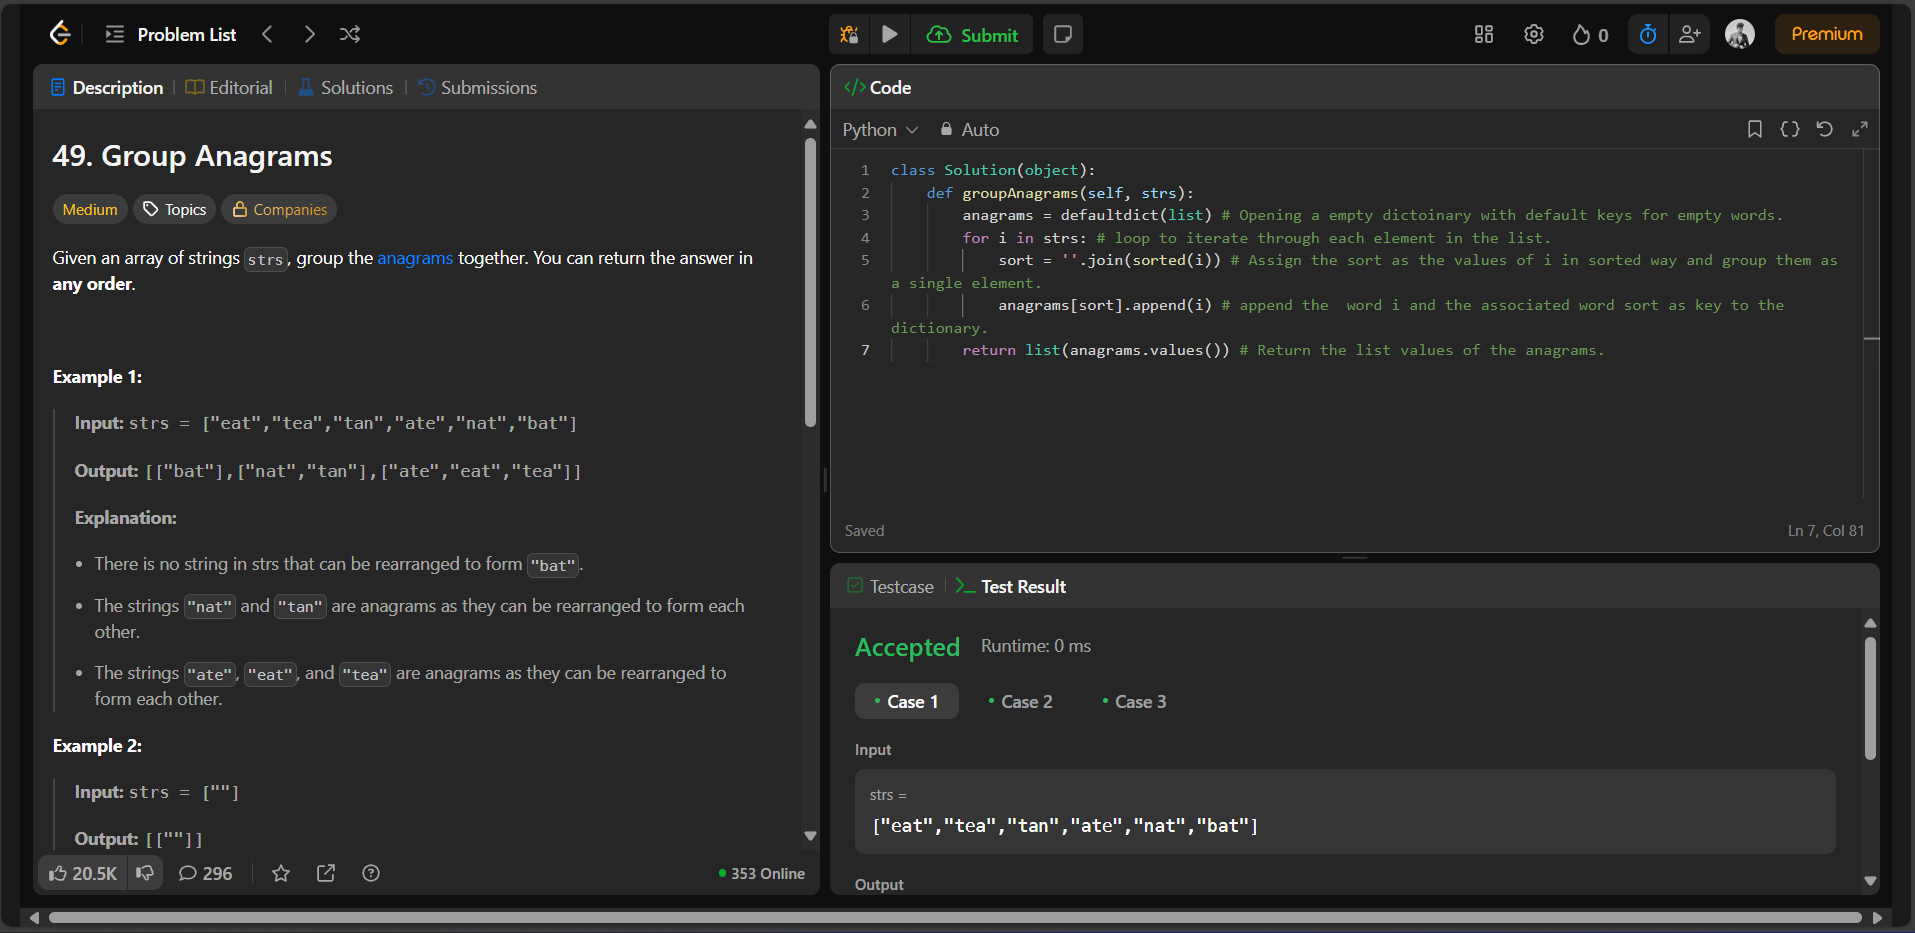 Problem List
Submit
0
Premium
Description
Editorial
Solutions
Submissions
49. Group Anagrams
Medium
Topics
Companies
Given an array of strings strs, group the anagrams together. You can return the answer in
any order.
Example 1:
Input: strs = ["eat","tea","tan","ate","nat","bat"]
Output: [["bat"],["nat","tan"],["ate","eat","tea"]]
Explanation:
• There is no string in strs that can be rearranged to form "bat".
• The strings "nat" and "tan" are anagrams as they can be rearranged to form each
other.
• The strings "ate", "eat", and "tea" are anagrams as they can be rearranged to
form each other.
Example 2:
Input: strs = [""]
Output: [[""]]
20.5K
296
353 Online
</> Code
Python
Auto
1 class Solution(object):
2 def groupAnagrams(self, strs):
3 anagrams = defaultdict(list) # Opening a empty dictoinary with default keys for empty words.
4 for i in strs: # loop to iterate through each element in the list.
5 sort = ''.join(sorted(i)) # Assign the sort as the values of i in sorted way and group them as
a single element.
6 anagrams[sort].append(i) # append the  word i and the associated word sort as key to the
dictionary.
7 return list(anagrams.values()) # Return the list values of the anagrams.
Saved
Ln 7, Col 81
Testcase
Test Result
Accepted
Runtime: 0 ms
Case 1
Case 2
Case 3
Input
strs =
["eat","tea","tan","ate","nat","bat"]
Output